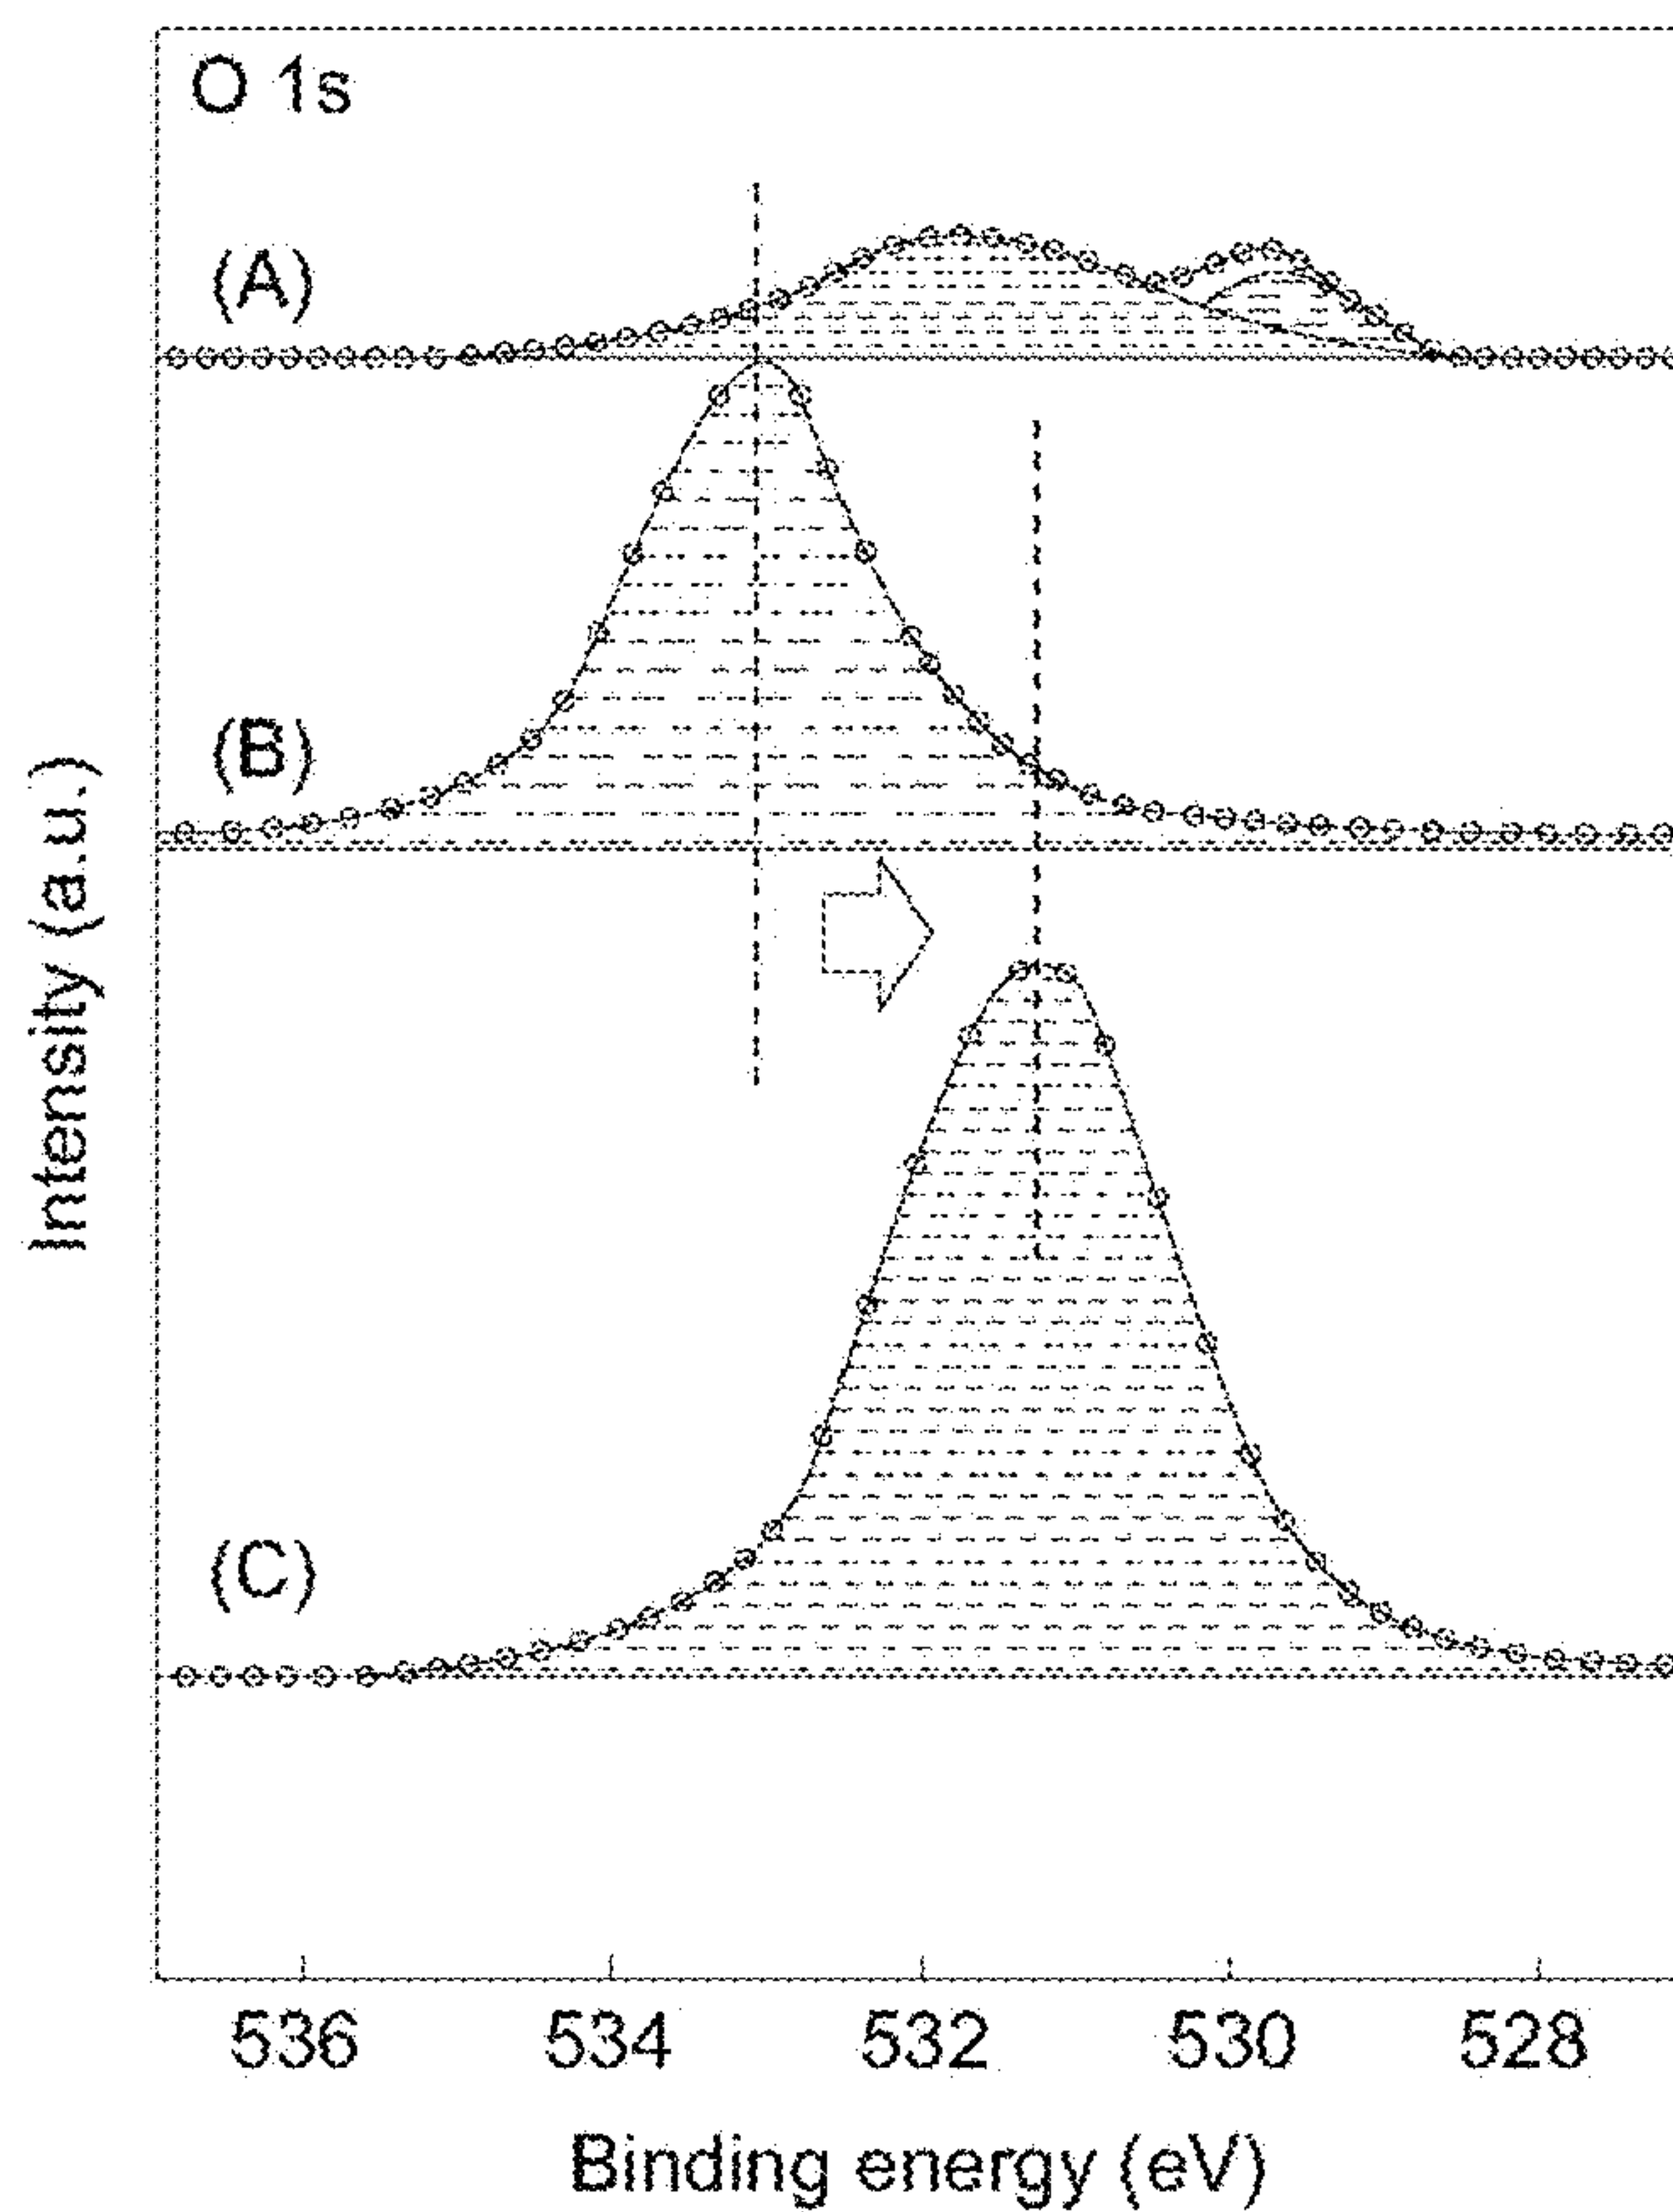 O 1s
(A)
(B)
(C)
Intensity (a.u.)
536 534 532 530 528
Binding energy (eV)